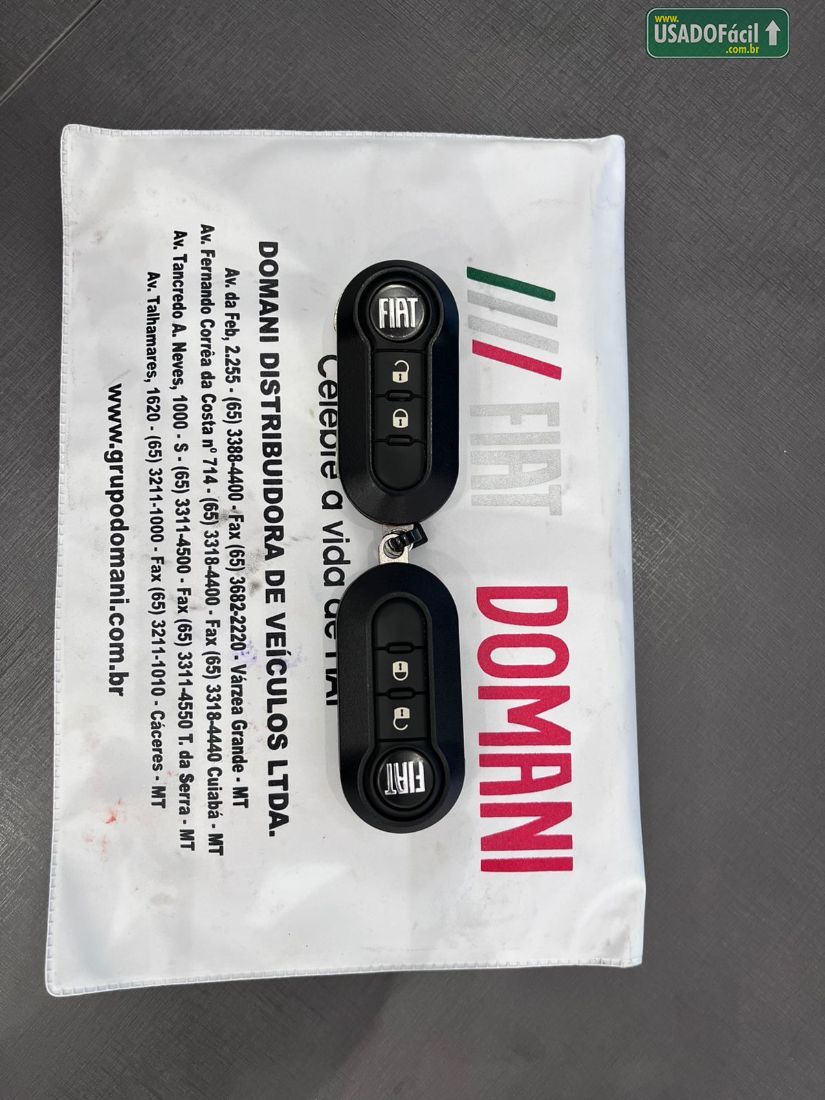 www.
USADOFácil
.com.br
FIAT
DOMANI
FIAT
FIAT
Celebre a vida de FIAT
DOMANI DISTRIBUIDORA DE VEÍCULOS LTDA.
Av. da Feb, 2.255 - (65) 3388-4400 - Fax (65) 3682-2220 - Várzea Grande - MT
Av. Fernando Corrêa da Costa nº 714 - (65) 3318-4400 - Fax (65) 3318-4440 Cuiabá - MT
Av. Tancredo A. Neves, 1000 - S - (65) 3311-4500 - Fax (65) 3311-4550 T. da Serra - MT
Av. Talhamares, 1620 - (65) 3211-1000 - Fax (65) 3211-1010 - Cáceres - MT
www.grupodomani.com.br